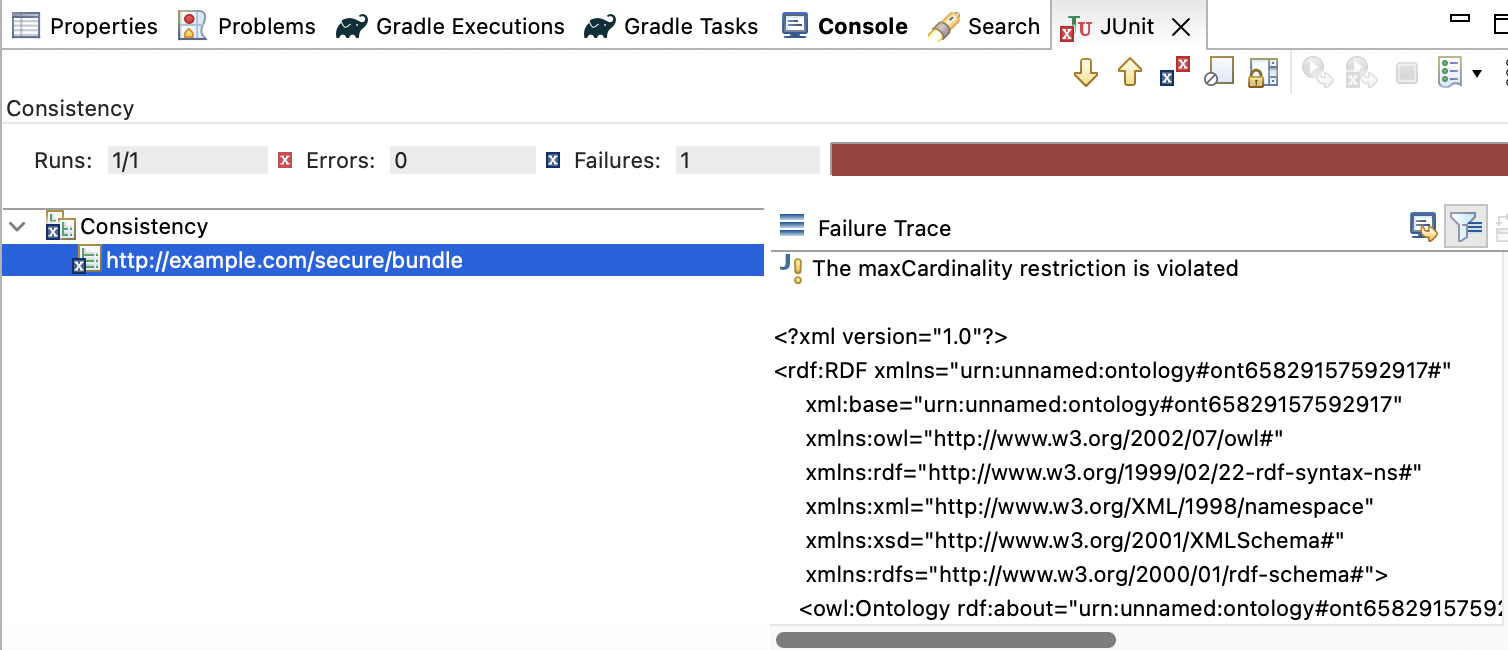 Properties Problems Gradle Executions Gradle Tasks Console Search JUnit
Consistency
Runs: 1/1 Errors: 0 Failures: 1
Consistency
http://example.com/secure/bundle
Failure Trace
The maxCardinality restriction is violated
<?xml version="1.0"?>
<rdf:RDF xmlns="urn:unnamed:ontology#ont65829157592917#"
xml:base="urn:unnamed:ontology#ont65829157592917"
xmlns:owl="http://www.w3.org/2002/07/owl#"
xmlns:rdf="http://www.w3.org/1999/02/22-rdf-syntax-ns#"
xmlns:xml="http://www.w3.org/XML/1998/namespace"
xmlns:xsd="http://www.w3.org/2001/XMLSchema#"
xmlns:rdfs="http://www.w3.org/2000/01/rdf-schema#">
<owl:Ontology rdf:about="urn:unnamed:ontology#ont65829157592